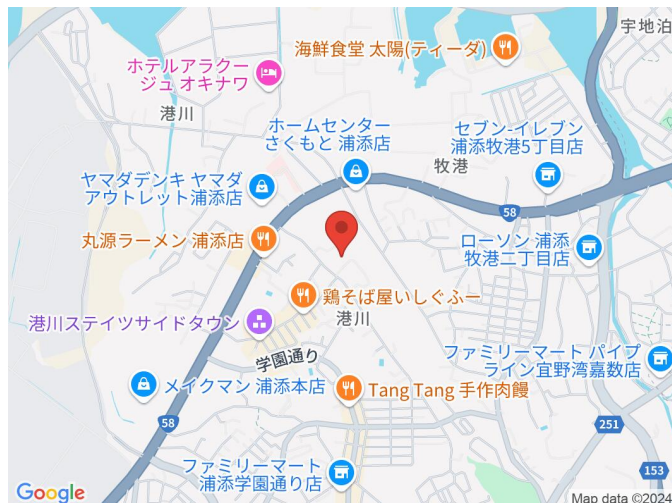 宇地泊
海鮮食堂 太陽(ティーダ)
ホテルアラクー
ジュ オキナワ
港川
ホームセンター
さくもと 浦添店
セブン-イレブン
浦添牧港5丁目店
牧港
ヤマダデンキ ヤマダ
アウトレット浦添店
58
丸源ラーメン 浦添店
ローソン 浦添
牧港二丁目店
鶏そば屋いしぐふー
港川
港川ステイツサイドタウン
学園通り
ファミリーマート パイプ
ライン宜野湾嘉数店
メイクマン 浦添本店
Tang Tang 手作肉饅
58
251
ファミリーマート
浦添学園通り店
153
Google
Map data ©2024